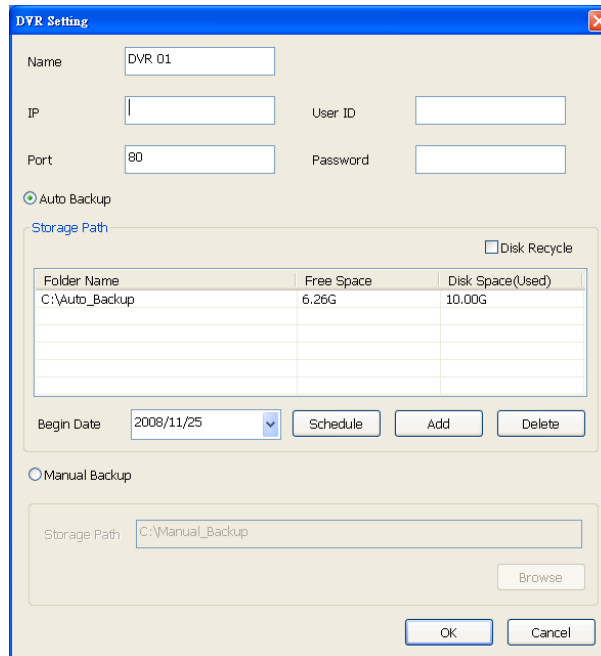 DVR Setting
Name DVR 01
IP User ID
Port 80 Password
Auto Backup
Storage Path
Disk Recycle
Folder Name Free Space Disk Space(Used)
C:\Auto_Backup 6.26G 10.00G
Begin Date 2008/11/25 Schedule Add Delete
Manual Backup
Storage Path C:\Manual_Backup
Browse
OK Cancel